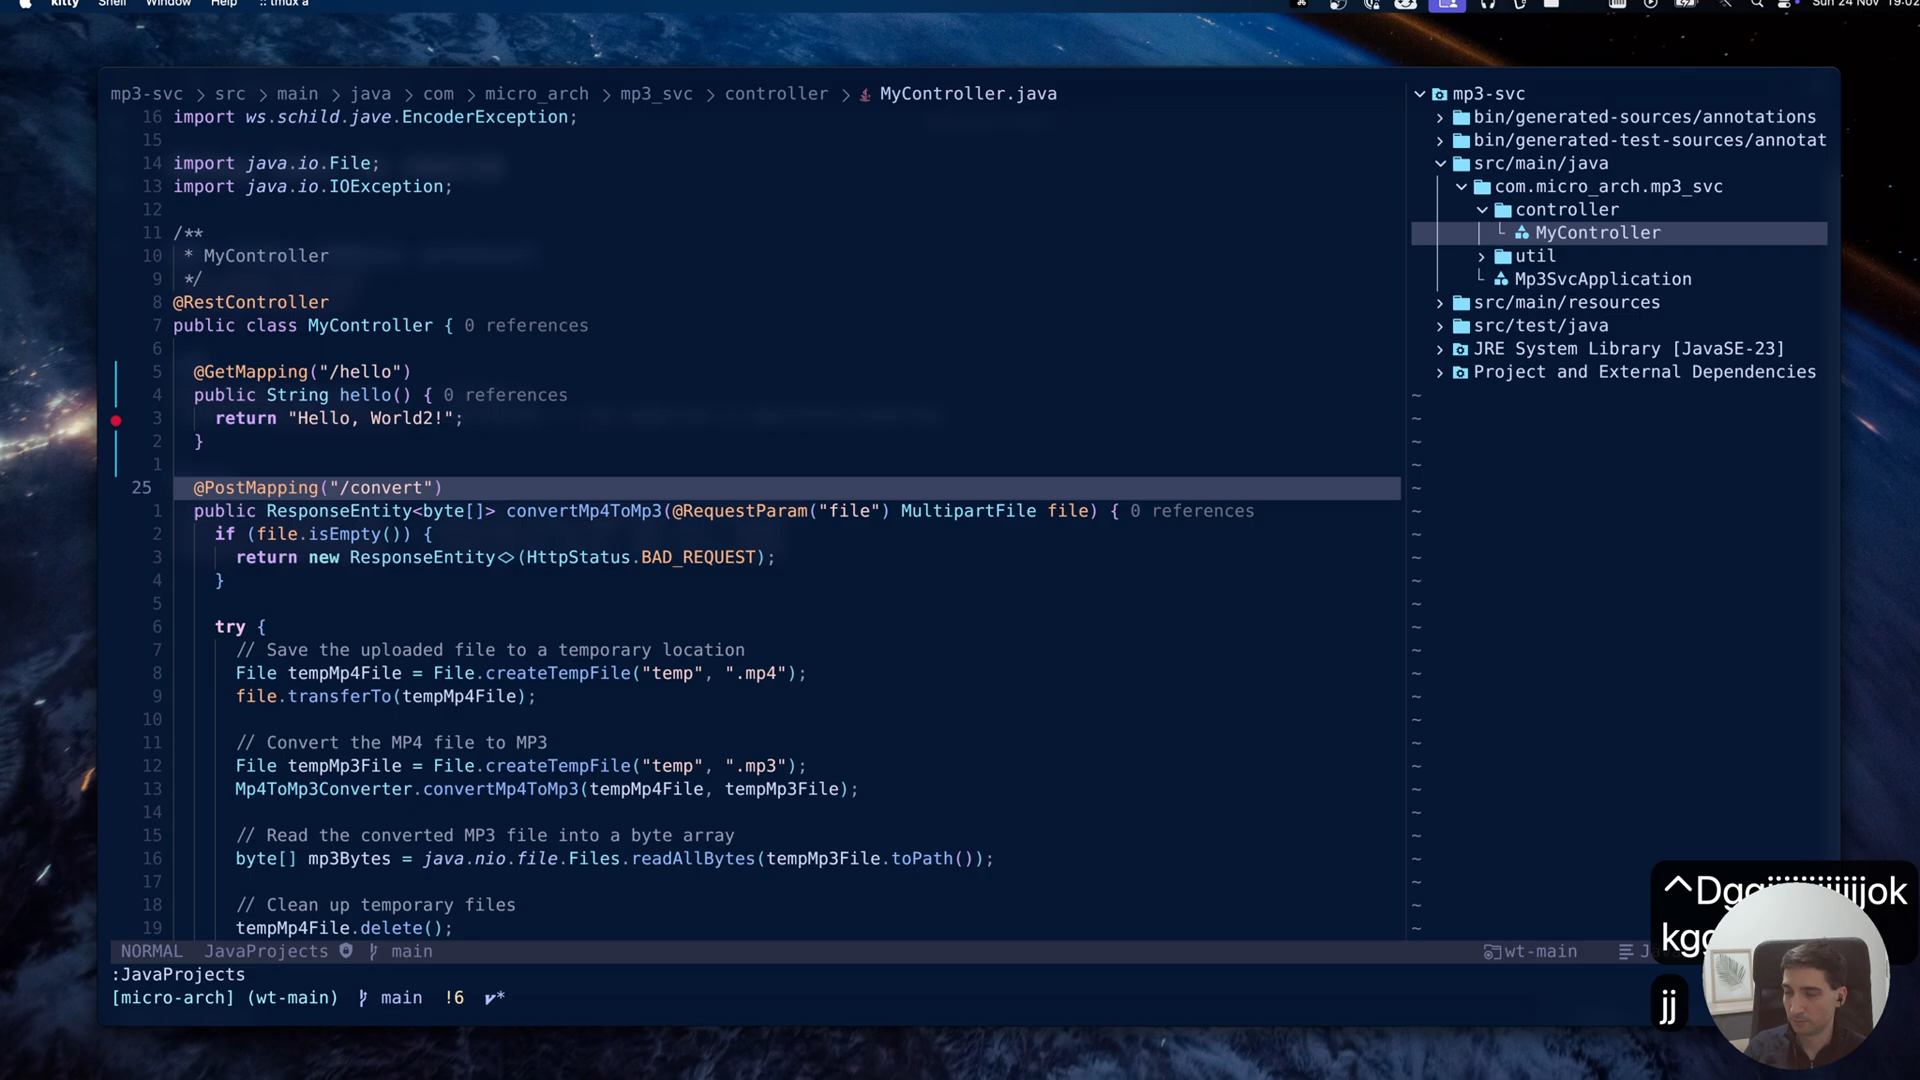 kitty Shell Window Help :: tmux a
Sun 24 Nov 19:02
mp3-svc > src > main > java > com > micro_arch > mp3_svc > controller > MyController.java
16 import ws.schild.jave.EncoderException;
15
14 import java.io.File;
13 import java.io.IOException;
12
11 /**
10 * MyController
9 */
8 @RestController
7 public class MyController { 0 references
6
5 @GetMapping("/hello")
4 public String hello() { 0 references
3 return "Hello, World2!";
2 }
1
25 @PostMapping("/convert")
1 public ResponseEntity<byte[]> convertMp4ToMp3(@RequestParam("file") MultipartFile file) { 0 references
2 if (file.isEmpty()) {
3 return new ResponseEntity<>(HttpStatus.BAD_REQUEST);
4 }
5
6 try {
7 // Save the uploaded file to a temporary location
8 File tempMp4File = File.createTempFile("temp", ".mp4");
9 file.transferTo(tempMp4File);
10
11 // Convert the MP4 file to MP3
12 File tempMp3File = File.createTempFile("temp", ".mp3");
13 Mp4ToMp3Converter.convertMp4ToMp3(tempMp4File, tempMp3File);
14
15 // Read the converted MP3 file into a byte array
16 byte[] mp3Bytes = java.nio.file.Files.readAllBytes(tempMp3File.toPath());
17
18 // Clean up temporary files
19 tempMp4File.delete();
mp3-svc
bin/generated-sources/annotations
bin/generated-test-sources/annotat
src/main/java
com.micro_arch.mp3_svc
controller
MyController
util
Mp3SvcApplication
src/main/resources
src/test/java
JRE System Library [JavaSE-23]
Project and External Dependencies
NORMAL JavaProjects main
wt-main
:JavaProjects
[micro-arch] (wt-main) main !6
jj